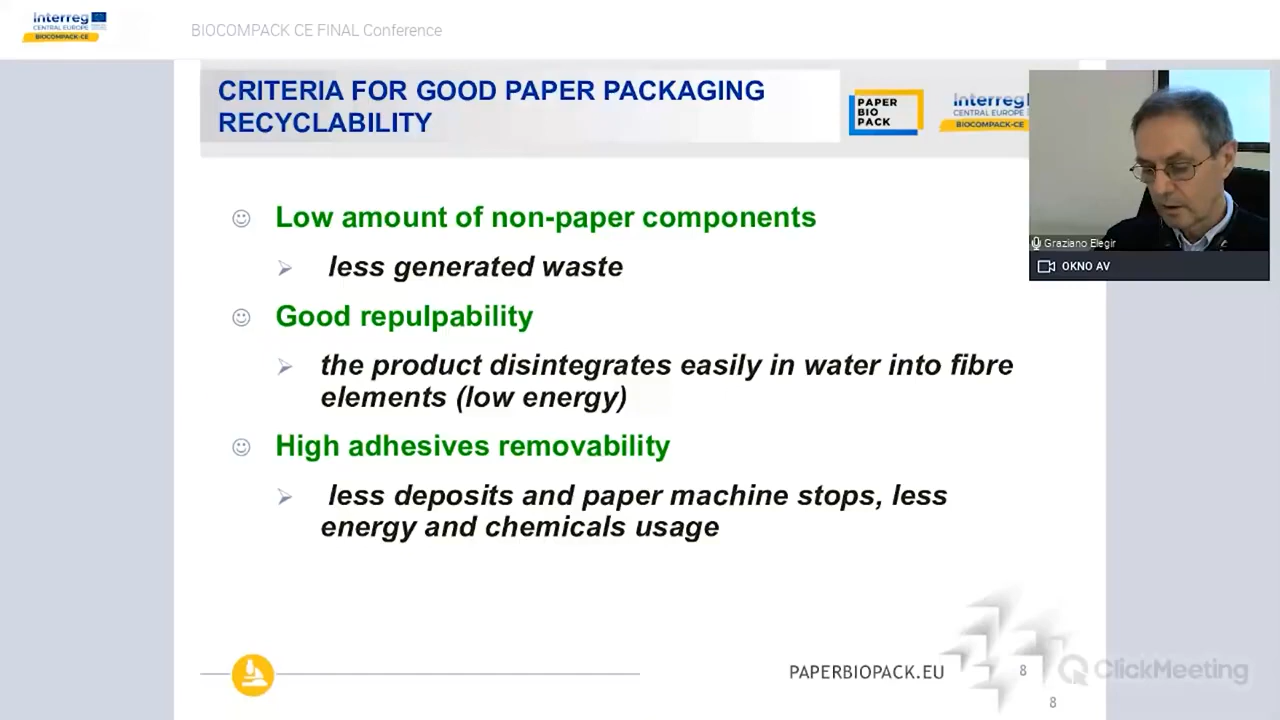 Interreg
CENTRAL EUROPE
BIOCOMPACK-CE
BIOCOMPACK CE FINAL Conference
CRITERIA FOR GOOD PAPER PACKAGING
RECYCLABILITY
PAPER
BIO
PACK
Interreg
CENTRAL EUROPE
BIOCOMPACK-CE
Graziano Elegir
OKNO AV
Low amount of non-paper components
less generated waste
Good repulpability
the product disintegrates easily in water into fibre
elements (low energy)
High adhesives removability
less deposits and paper machine stops, less
energy and chemicals usage
PAPERBIOPACK.EU
8
ClickMeeting
8